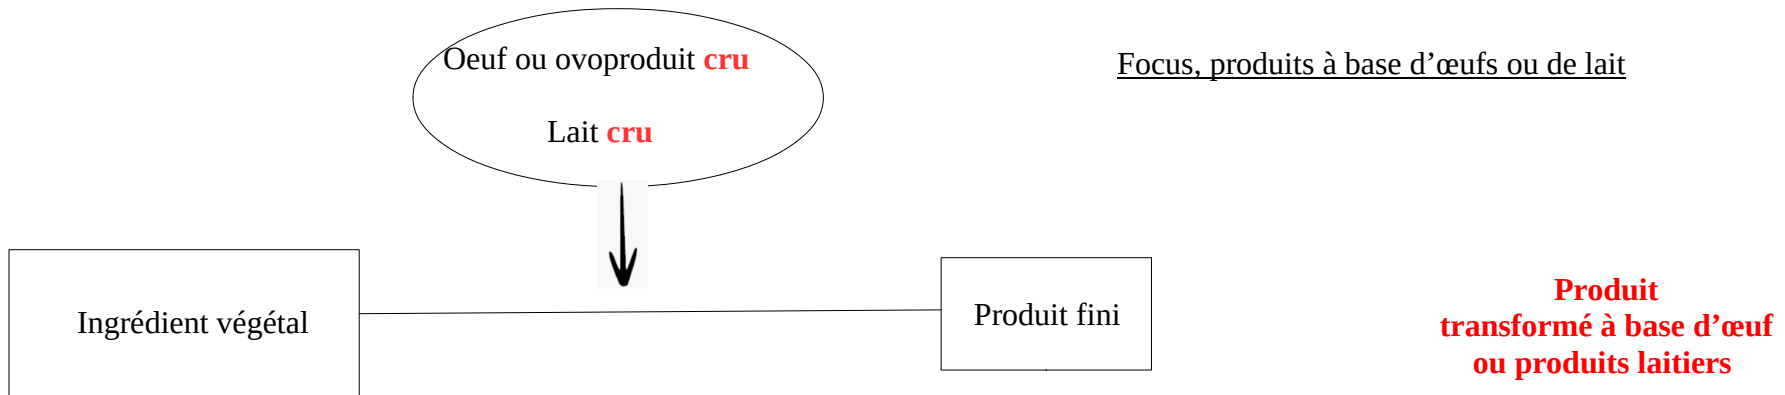 Oeuf ou ovoproduit cru
Lait cru
Focus, produits à base d’œufs ou de lait
Ingrédient végétal
Produit fini
Produit
transformé à base d’œuf
ou produits laitiers